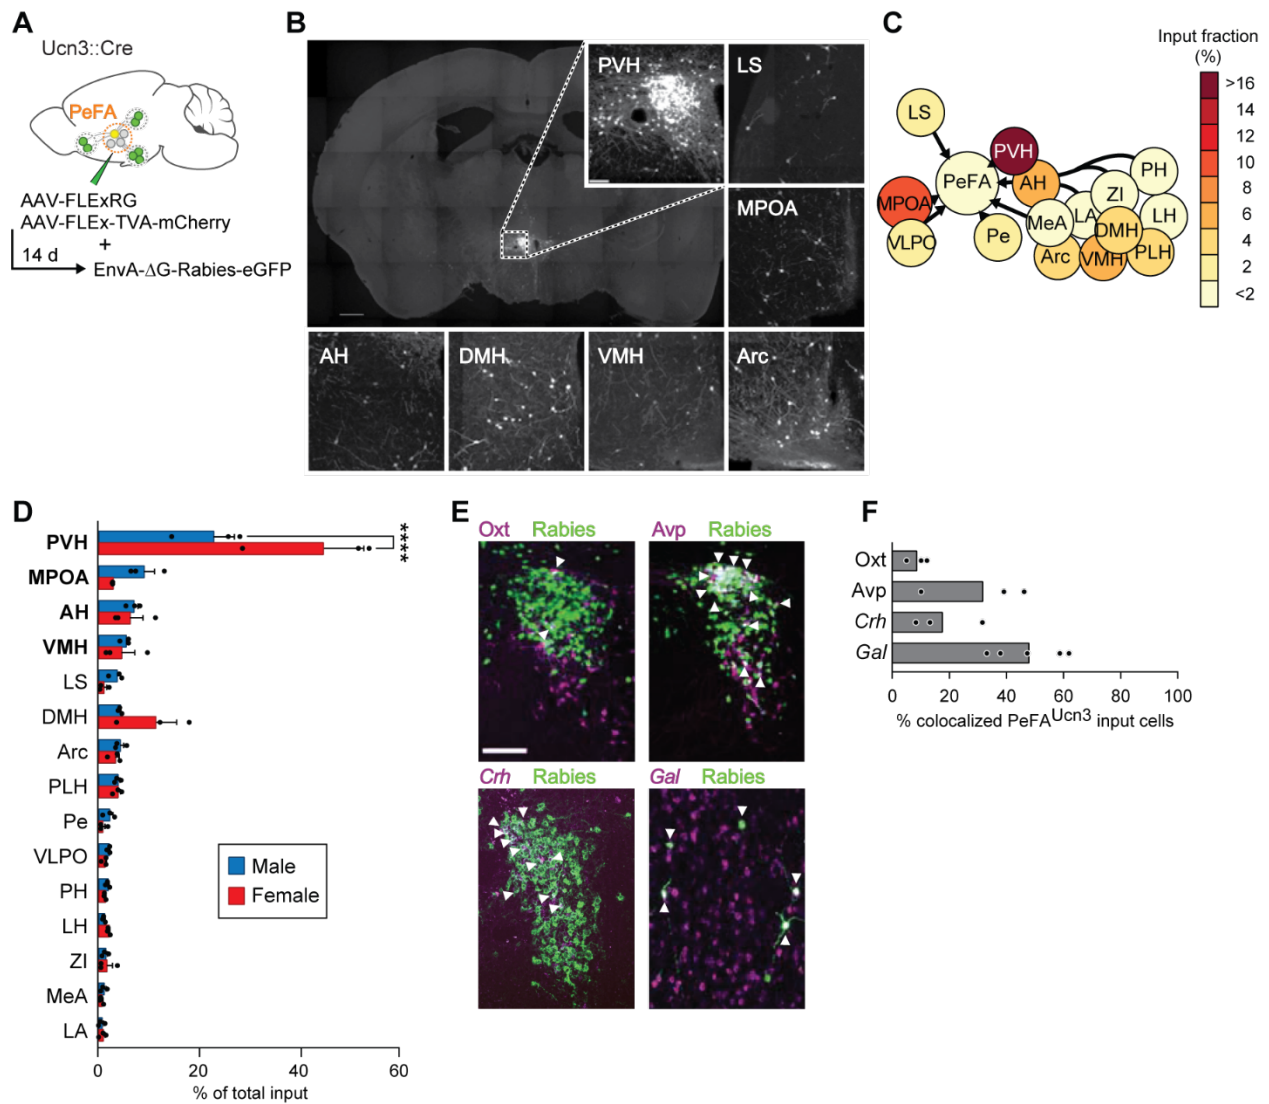 A
Ucn3::Cre
PeFA
AAV-FLExRG
AAV-FLEx-TVA-mCherry
+
14 d
EnvA-ΔG-Rabies-eGFP
B
PVH
LS
MPOA
AH
DMH
VMH
Arc
C
Input fraction
(%)
>16
14
12
10
8
6
4
2
<2
LS
PVH
PeFA
AH
PH
ZI
MPOA
MeA
LA
LH
VLPO
Pe
DMH
Arc
VMH
PLH
D
PVH
****
MPOA
AH
VMH
LS
DMH
Arc
PLH
Pe
VLPO
PH
LH
ZI
MeA
LA
Male
Female
0 20 40 60
% of total input
E
Oxt Rabies
Avp Rabies
Crh Rabies
Gal Rabies
F
Oxt
Avp
Crh
Gal
0 20 40 60 80 100
% colocalized PeFAUcn3 input cells